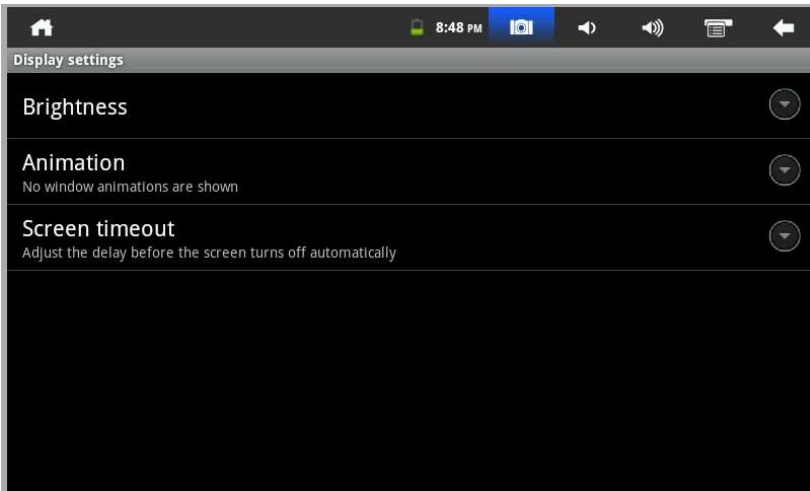 8:48 PM
Display settings
Brightness
Animation
No window animations are shown
Screen timeout
Adjust the delay before the screen turns off automatically